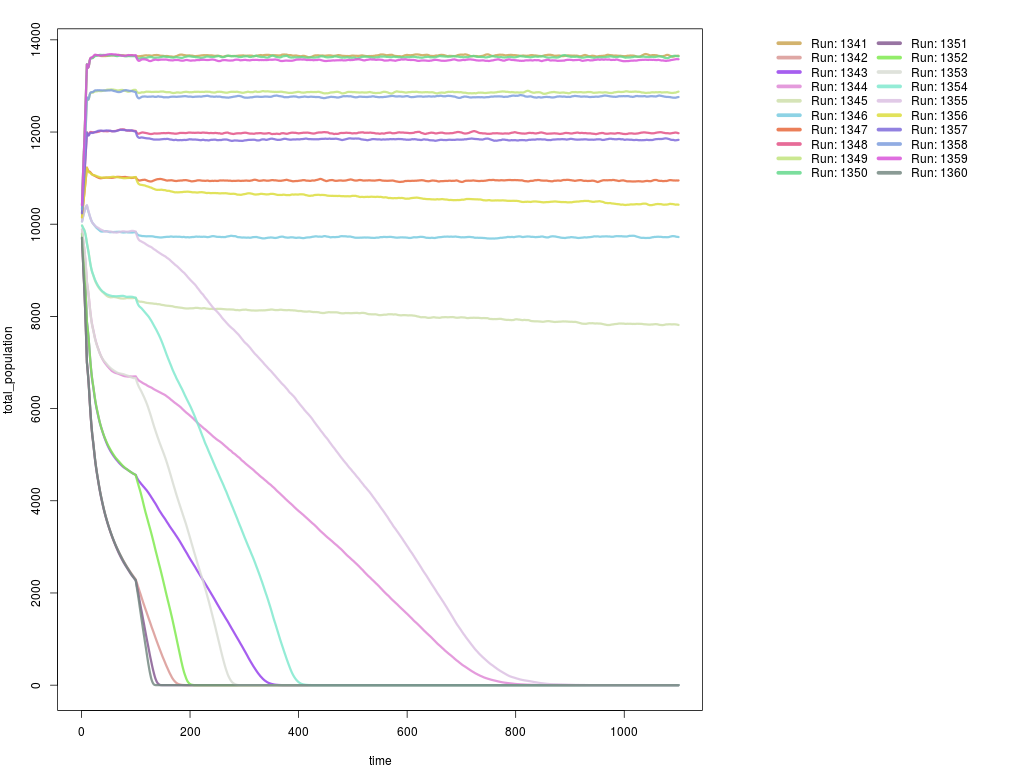 14000
12000
10000
8000
6000
4000
2000
0
total_population
0 200 400 600 800 1000
time
Run: 1341 Run: 1351
Run: 1342 Run: 1352
Run: 1343 Run: 1353
Run: 1344 Run: 1354
Run: 1345 Run: 1355
Run: 1346 Run: 1356
Run: 1347 Run: 1357
Run: 1348 Run: 1358
Run: 1349 Run: 1359
Run: 1350 Run: 1360